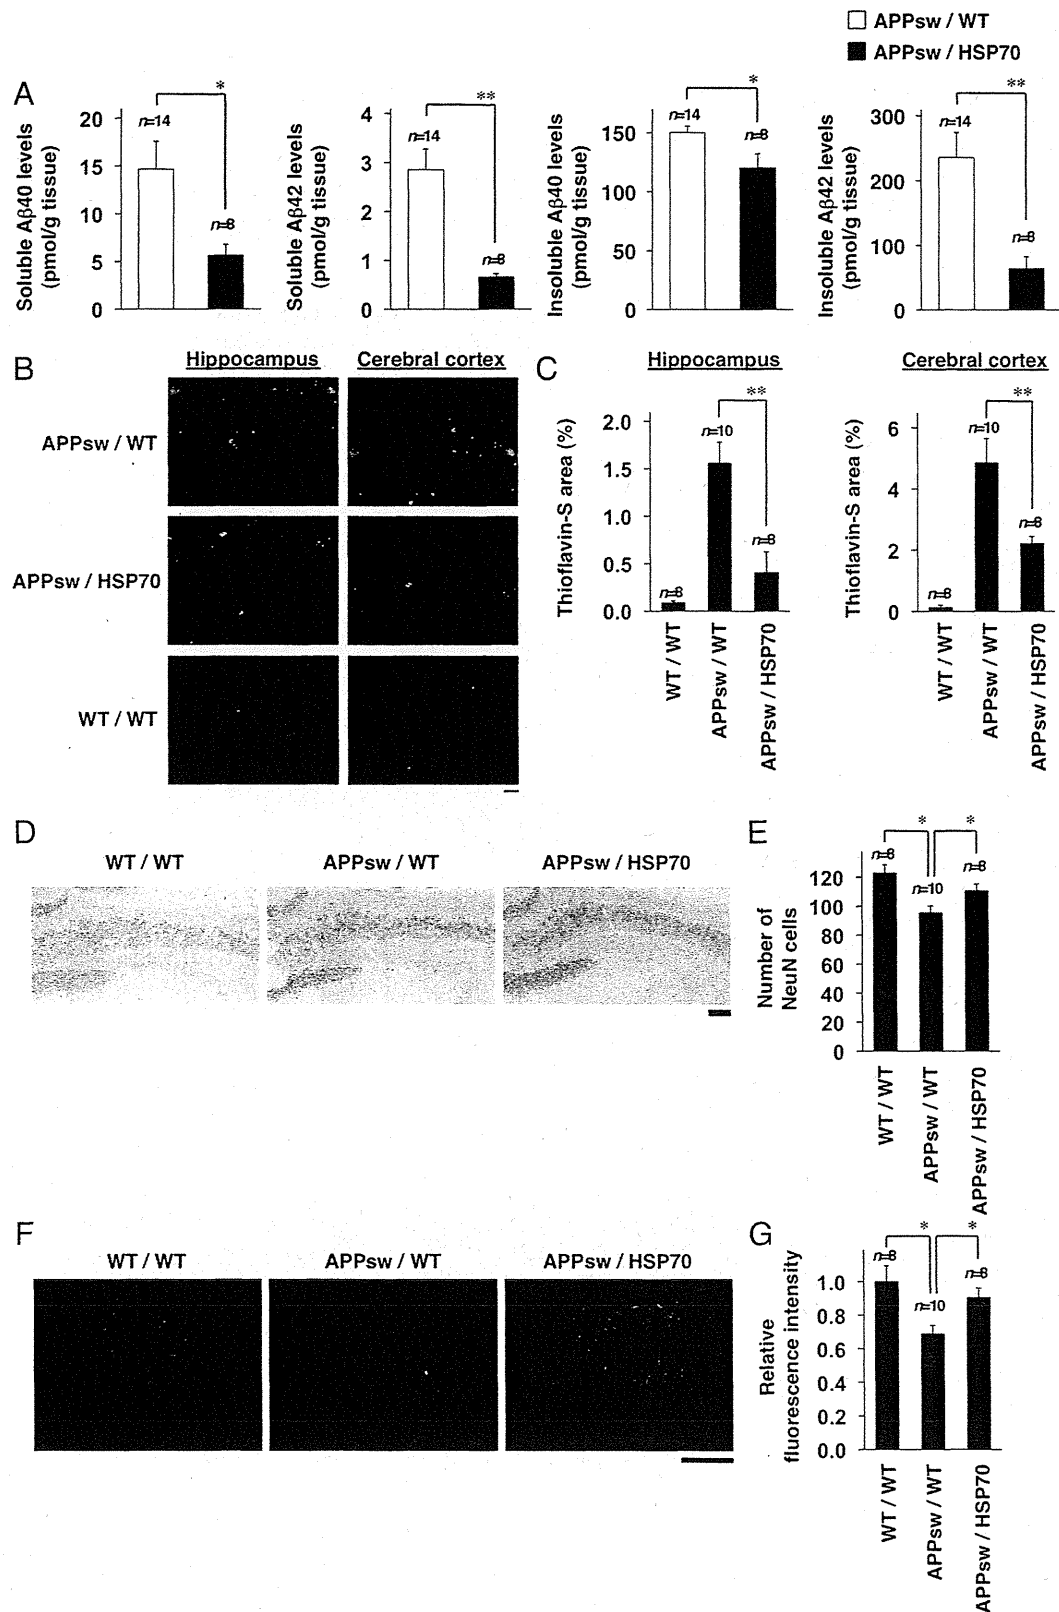 APPsw / WT
APPsw / HSP70
A
Soluble Aβ40 levels
(pmol/g tissue)
20
15
10
5
0
n=14
*
n=8
Soluble Aβ42 levels
(pmol/g tissue)
4
3
2
1
0
n=14
**
n=8
Insoluble Aβ40 levels
(pmol/g tissue)
150
100
50
0
n=14
*
n=8
Insoluble Aβ42 levels
(pmol/g tissue)
300
200
100
0
n=14
**
n=8
B
Hippocampus
Cerebral cortex
APPsw / WT
APPsw / HSP70
WT / WT
C
Hippocampus
Thioflavin-S area (%)
2.0
1.5
1.0
0.5
0.0
n=8
n=10
**
n=8
WT / WT
APPsw / WT
APPsw / HSP70
Cerebral cortex
Thioflavin-S area (%)
6
4
2
0
n=8
n=10
**
n=8
WT / WT
APPsw / WT
APPsw / HSP70
D
WT / WT
APPsw / WT
APPsw / HSP70
E
Number of
NeuN cells
120
100
80
60
40
20
0
n=8
*
n=10
*
n=8
WT / WT
APPsw / WT
APPsw / HSP70
F
WT / WT
APPsw / WT
APPsw / HSP70
G
Relative
fluorescence intensity
1.0
0.8
0.6
0.4
0.2
0.0
n=8
*
n=10
*
n=8
WT / WT
APPsw / WT
APPsw / HSP70